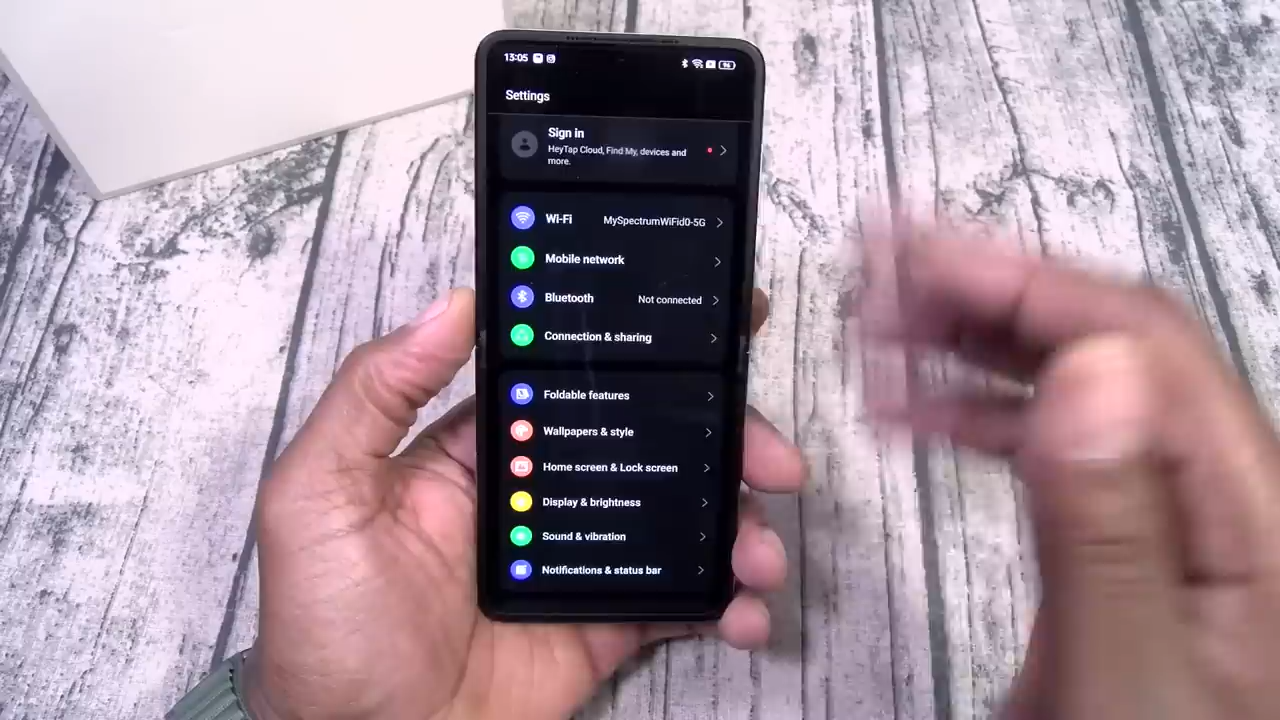 13:05
96
Settings
Sign in
HeyTap Cloud, Find My, devices and
more.
Wi-Fi
MySpectrumWiFid0-5G
Mobile network
Bluetooth
Not connected
Connection & sharing
Foldable features
Wallpapers & style
Home screen & Lock screen
Display & brightness
Sound & vibration
Notifications & status bar